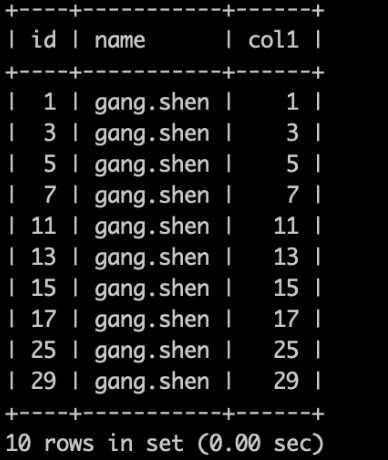 +----+-----------+------+
| id | name      | col1 |
+----+-----------+------+
|  1 | gang.shen |    1 |
|  3 | gang.shen |    3 |
|  5 | gang.shen |    5 |
|  7 | gang.shen |    7 |
| 11 | gang.shen |   11 |
| 13 | gang.shen |   13 |
| 15 | gang.shen |   15 |
| 17 | gang.shen |   17 |
| 25 | gang.shen |   25 |
| 29 | gang.shen |   29 |
+----+-----------+------+
10 rows in set (0.00 sec)